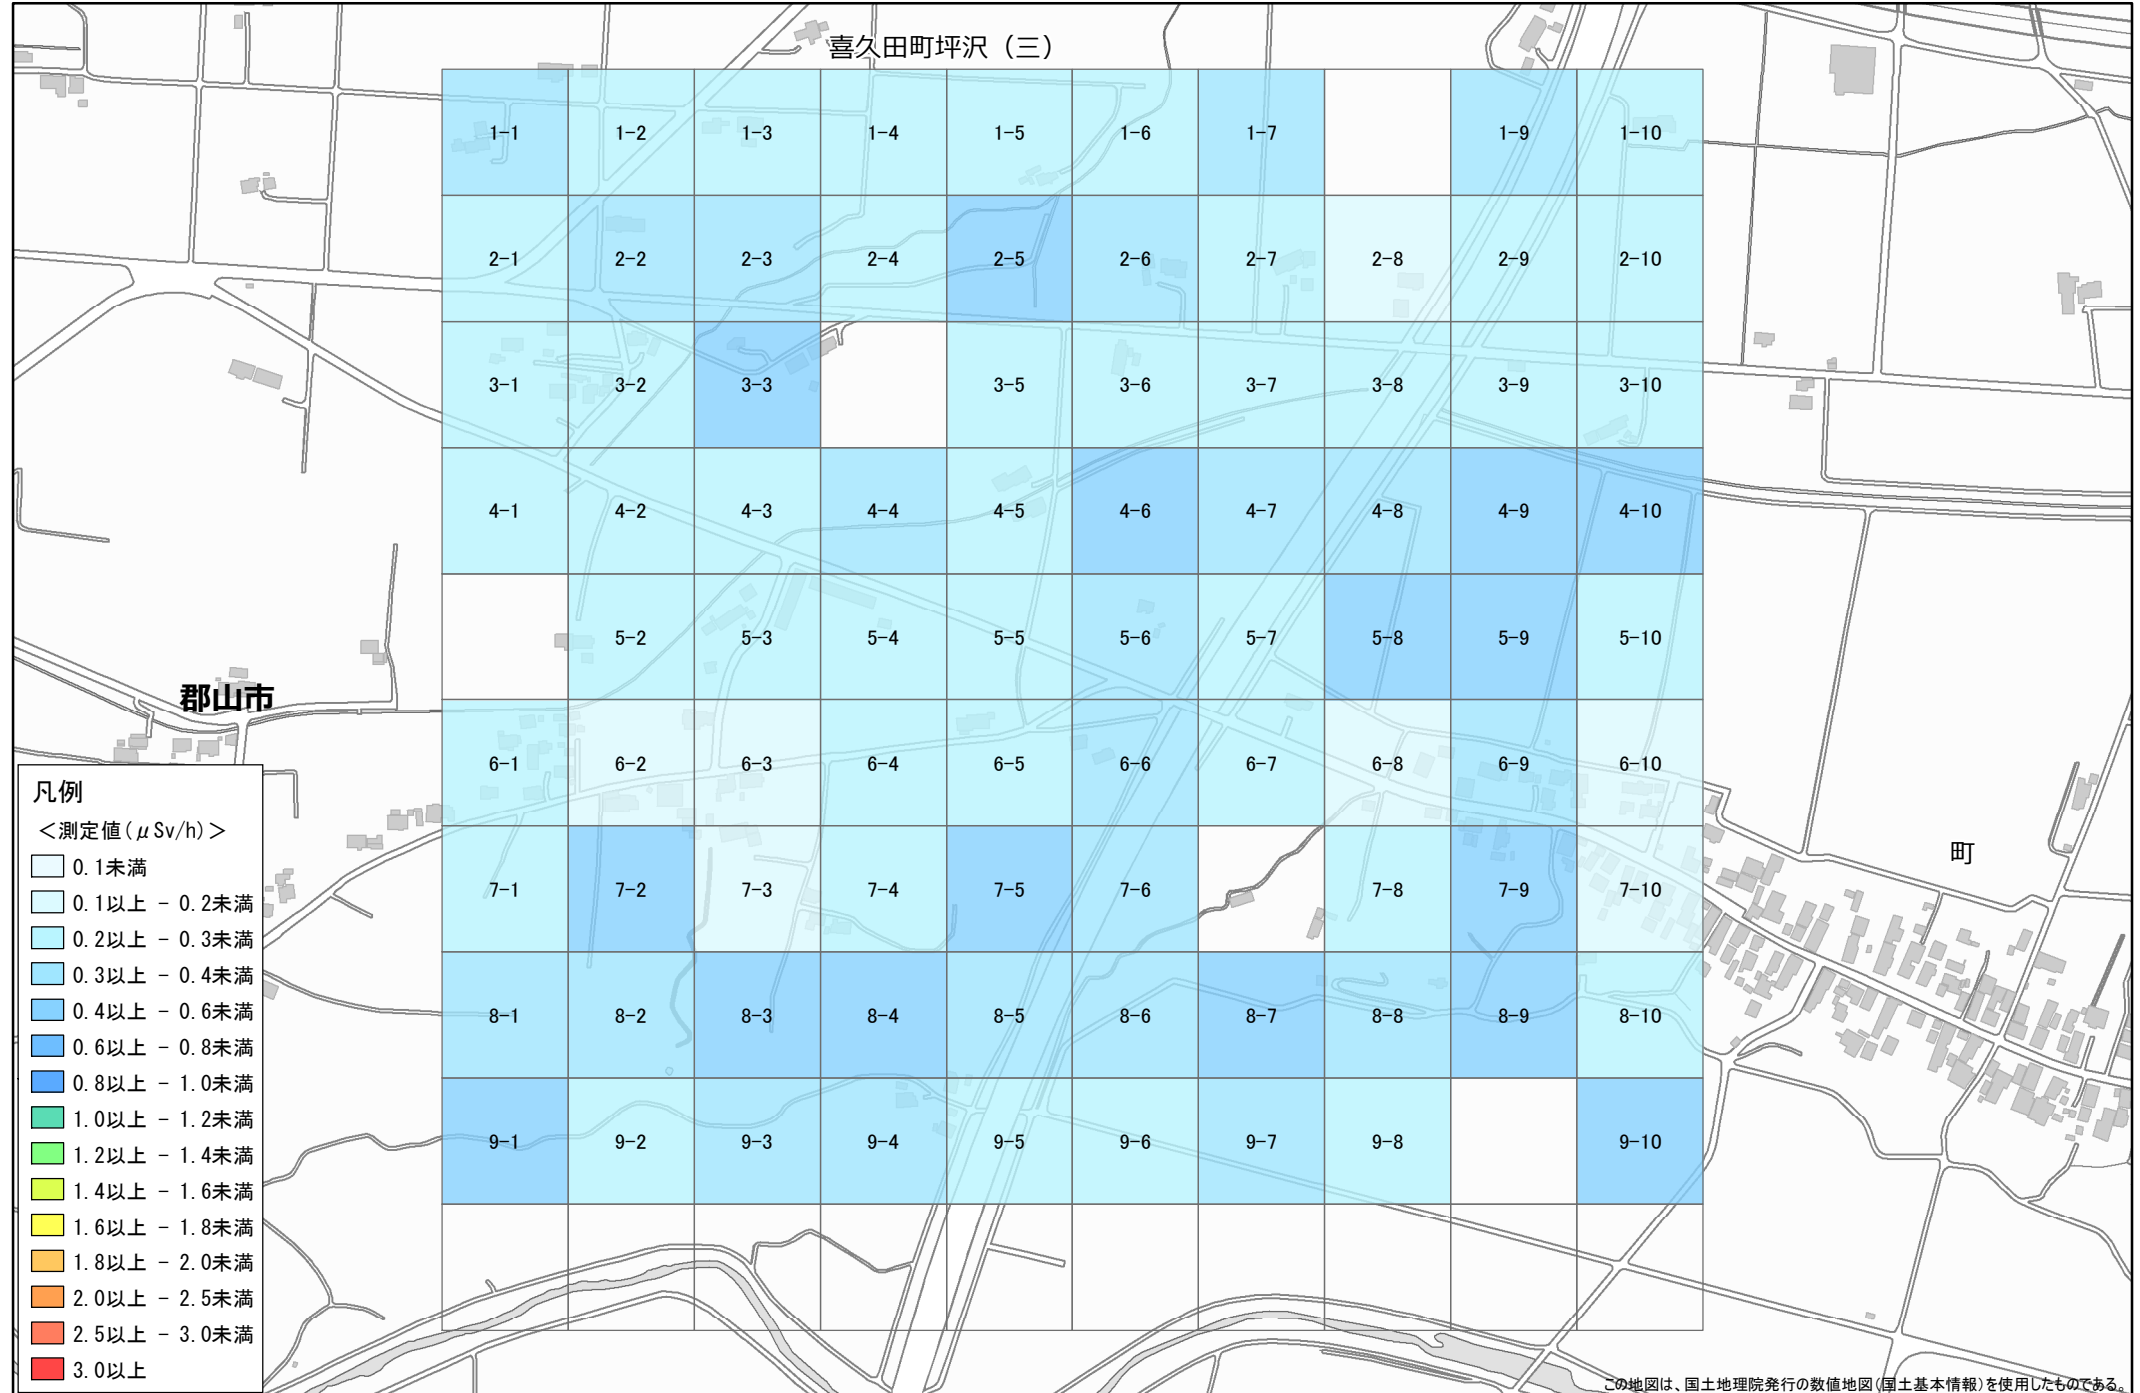 喜久田町坪沢（三）
1-1 1-2 1-3 1-4 1-5 1-6 1-7 1-9 1-10
2-1 2-2 2-3 2-4 2-5 2-6 2-7 2-8 2-9 2-10
3-1 3-2 3-3 3-5 3-6 3-7 3-8 3-9 3-10
4-1 4-2 4-3 4-4 4-5 4-6 4-7 4-8 4-9 4-10
5-2 5-3 5-4 5-5 5-6 5-7 5-8 5-9 5-10
郡山市
6-1 6-2 6-3 6-4 6-5 6-6 6-7 6-8 6-9 6-10
町
7-1 7-2 7-3 7-4 7-5 7-6 7-8 7-9 7-10
8-1 8-2 8-3 8-4 8-5 8-6 8-7 8-8 8-9 8-10
9-1 9-2 9-3 9-4 9-5 9-6 9-7 9-8 9-10
凡例
＜測定値(μSv/h)＞
0.1未満
0.1以上 - 0.2未満
0.2以上 - 0.3未満
0.3以上 - 0.4未満
0.4以上 - 0.6未満
0.6以上 - 0.8未満
0.8以上 - 1.0未満
1.0以上 - 1.2未満
1.2以上 - 1.4未満
1.4以上 - 1.6未満
1.6以上 - 1.8未満
1.8以上 - 2.0未満
2.0以上 - 2.5未満
2.5以上 - 3.0未満
3.0以上
この地図は、国土地理院発行の数値地図(国土基本情報)を使用したものである。